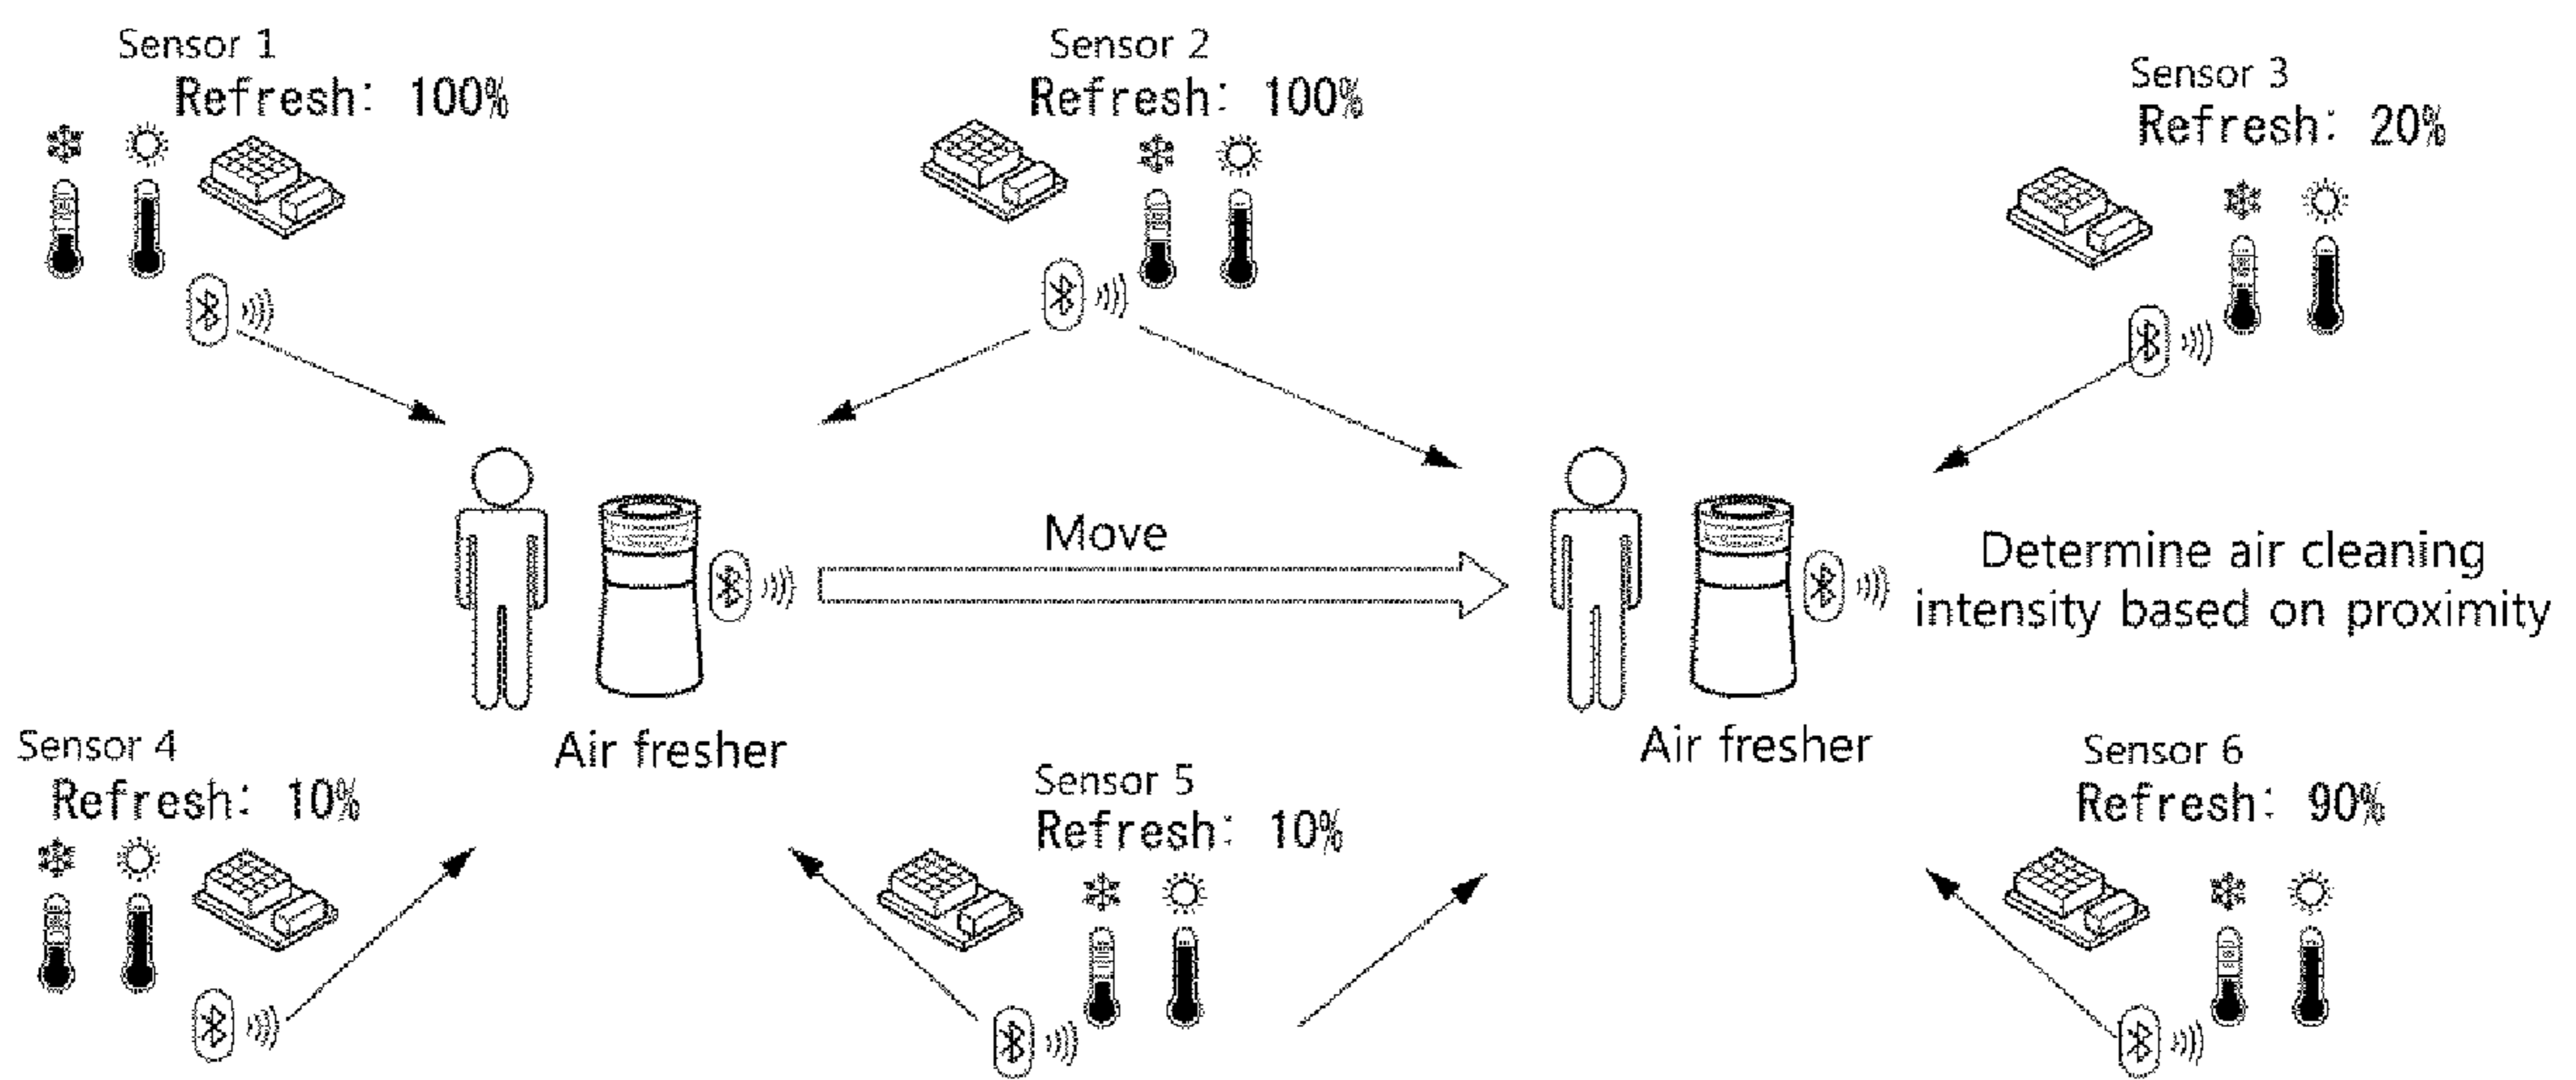 Sensor 1
Refresh: 100%
Sensor 2
Refresh: 100%
Sensor 3
Refresh: 20%
Move
Determine air cleaning
intensity based on proximity
Air fresher
Air fresher
Sensor 4
Refresh: 10%
Sensor 5
Refresh: 10%
Sensor 6
Refresh: 90%